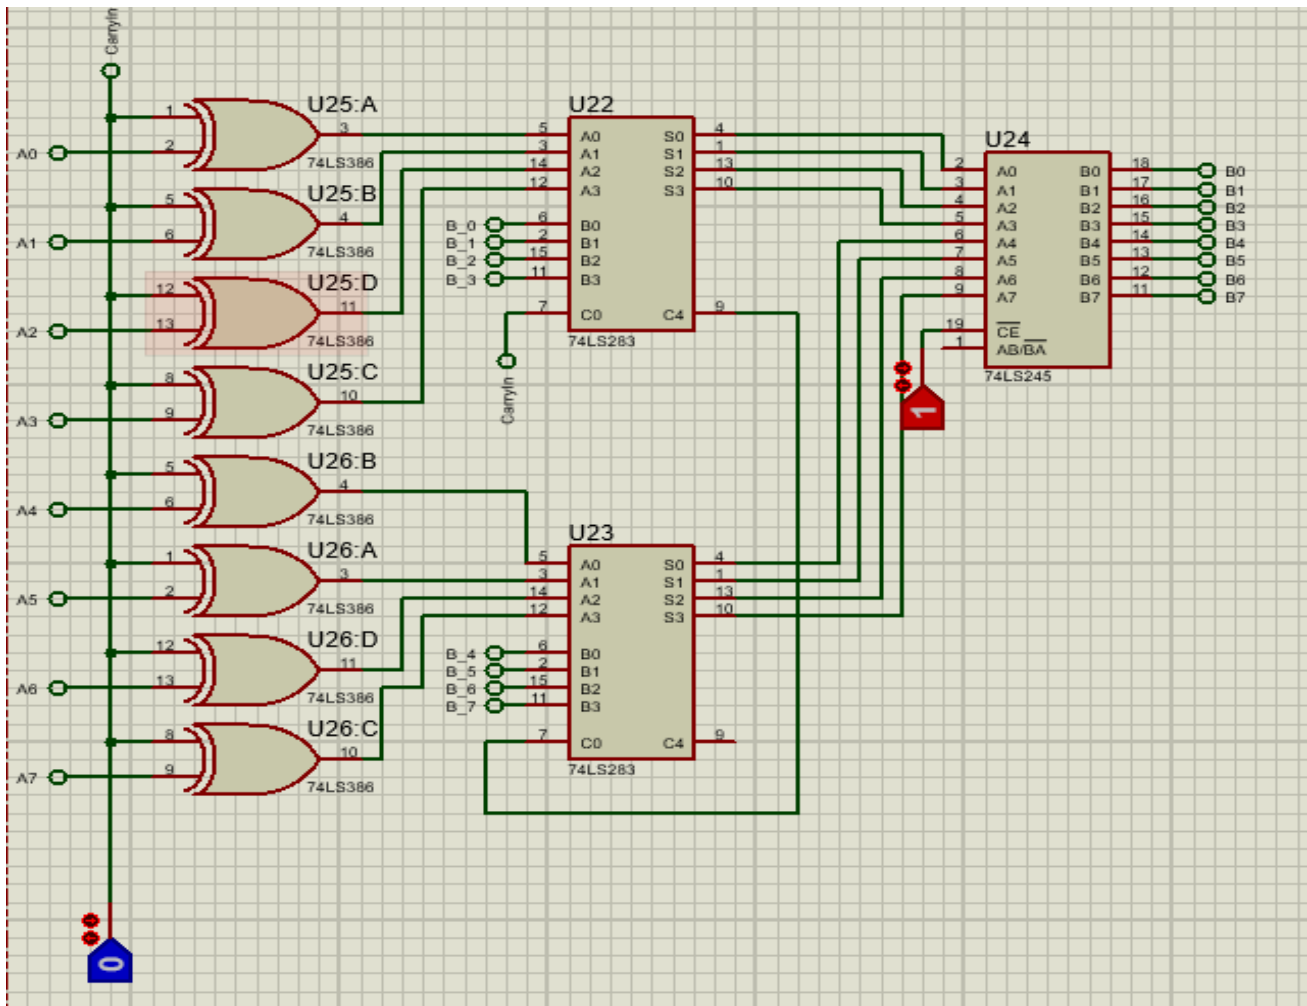 CarryIn
U25:A
1
2
3
A0
74LS386
U25:B
5
6
4
A1
74LS386
U25:D
12
13
11
A2
74LS386
U25:C
8
9
10
A3
74LS386
U26:B
5
6
4
A4
74LS386
U26:A
1
2
3
A5
74LS386
U26:D
12
13
11
A6
74LS386
U26:C
8
9
10
A7
74LS386
0
U22
5 A0 S0 4
3 A1 S1 1
14 A2 S2 13
12 A3 S3 10
B_0 6 B0
B_1 2 B1
B_2 15 B2
B_3 11 B3
7 C0 C4 9
74LS283
CarryIn
U23
5 A0 S0 4
3 A1 S1 1
14 A2 S2 13
12 A3 S3 10
B_4 6 B0
B_5 2 B1
B_6 15 B2
B_7 11 B3
7 C0 C4 9
74LS283
U24
2 A0 B0 18 B0
3 A1 B1 17 B1
4 A2 B2 16 B2
5 A3 B3 15 B3
6 A4 B4 14 B4
7 A5 B5 13 B5
8 A6 B6 12 B6
9 A7 B7 11 B7
19 CE
1 AB/BA
74LS245
1